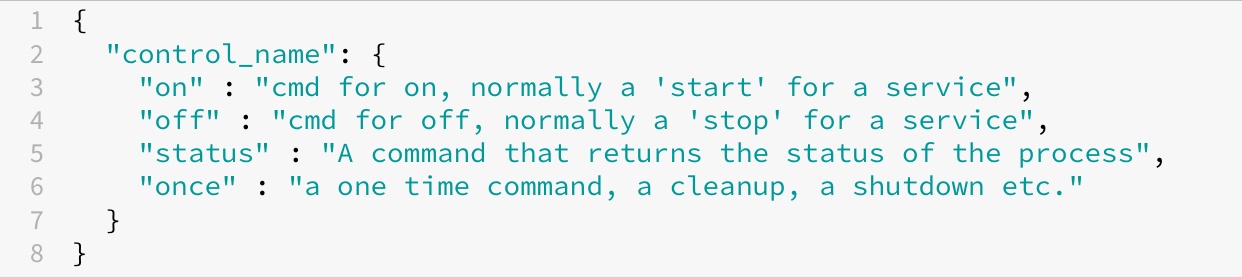 1 {
2   "control_name": {
3     "on" : "cmd for on, normally a 'start' for a service",
4     "off" : "cmd for off, normally a 'stop' for a service",
5     "status" : "A command that returns the status of the process",
6     "once" : "a one time command, a cleanup, a shutdown etc."
7   }
8 }